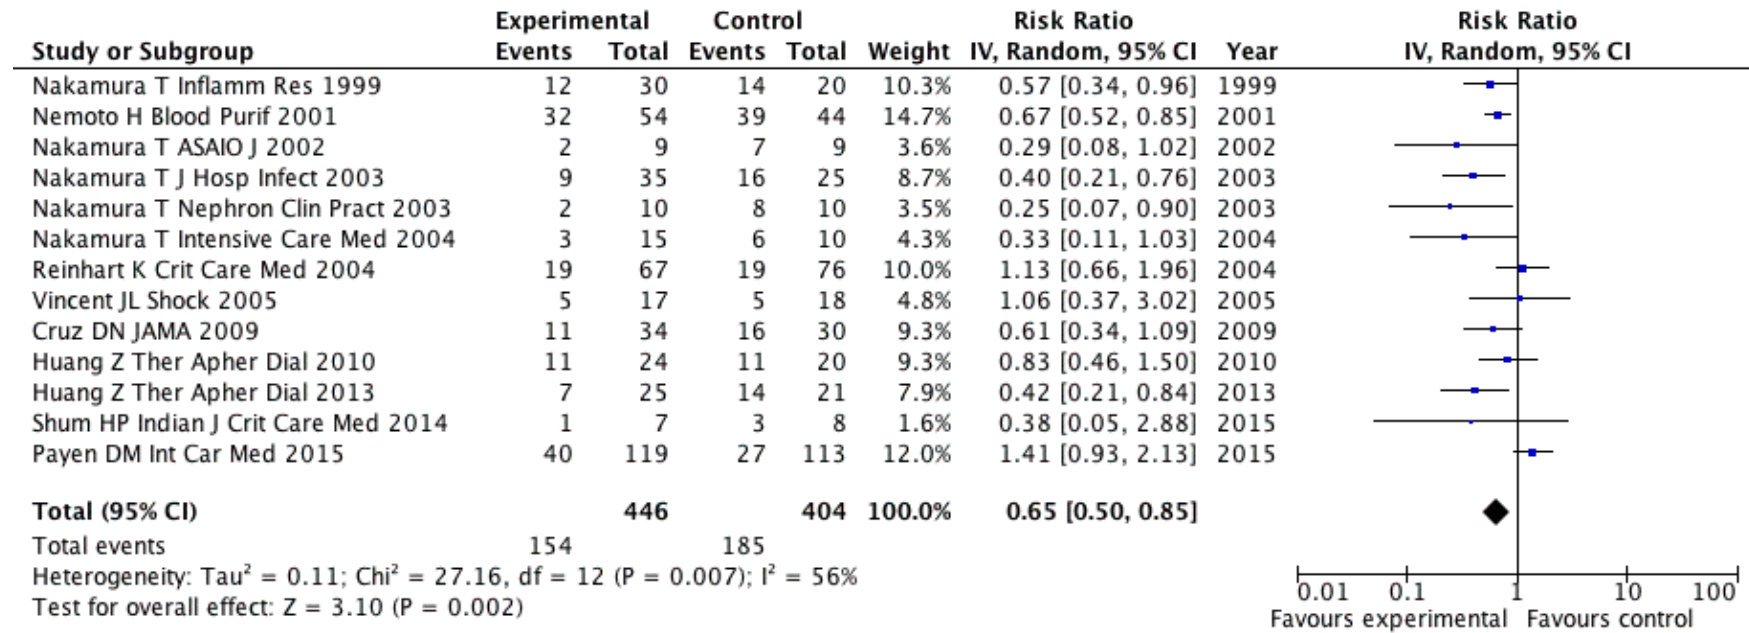 Experimental Control Risk Ratio Risk Ratio
Study or Subgroup Events Total Events Total Weight IV, Random, 95% CI Year IV, Random, 95% CI
Nakamura T Inflamm Res 1999 12 30 14 20 10.3% 0.57 [0.34, 0.96] 1999
Nemoto H Blood Purif 2001 32 54 39 44 14.7% 0.67 [0.52, 0.85] 2001
Nakamura T ASAIO J 2002 2 9 7 9 3.6% 0.29 [0.08, 1.02] 2002
Nakamura T J Hosp Infect 2003 9 35 16 25 8.7% 0.40 [0.21, 0.76] 2003
Nakamura T Nephron Clin Pract 2003 2 10 8 10 3.5% 0.25 [0.07, 0.90] 2003
Nakamura T Intensive Care Med 2004 3 15 6 10 4.3% 0.33 [0.11, 1.03] 2004
Reinhart K Crit Care Med 2004 19 67 19 76 10.0% 1.13 [0.66, 1.96] 2004
Vincent JL Shock 2005 5 17 5 18 4.8% 1.06 [0.37, 3.02] 2005
Cruz DN JAMA 2009 11 34 16 30 9.3% 0.61 [0.34, 1.09] 2009
Huang Z Ther Apher Dial 2010 11 24 11 20 9.3% 0.83 [0.46, 1.50] 2010
Huang Z Ther Apher Dial 2013 7 25 14 21 7.9% 0.42 [0.21, 0.84] 2013
Shum HP Indian J Crit Care Med 2014 1 7 3 8 1.6% 0.38 [0.05, 2.88] 2015
Payen DM Int Car Med 2015 40 119 27 113 12.0% 1.41 [0.93, 2.13] 2015
Total (95% CI) 446 404 100.0% 0.65 [0.50, 0.85]
Total events 154 185
Heterogeneity: Tau² = 0.11; Chi² = 27.16, df = 12 (P = 0.007); I² = 56%
Test for overall effect: Z = 3.10 (P = 0.002)
0.01 0.1 1 10 100
Favours experimental Favours control